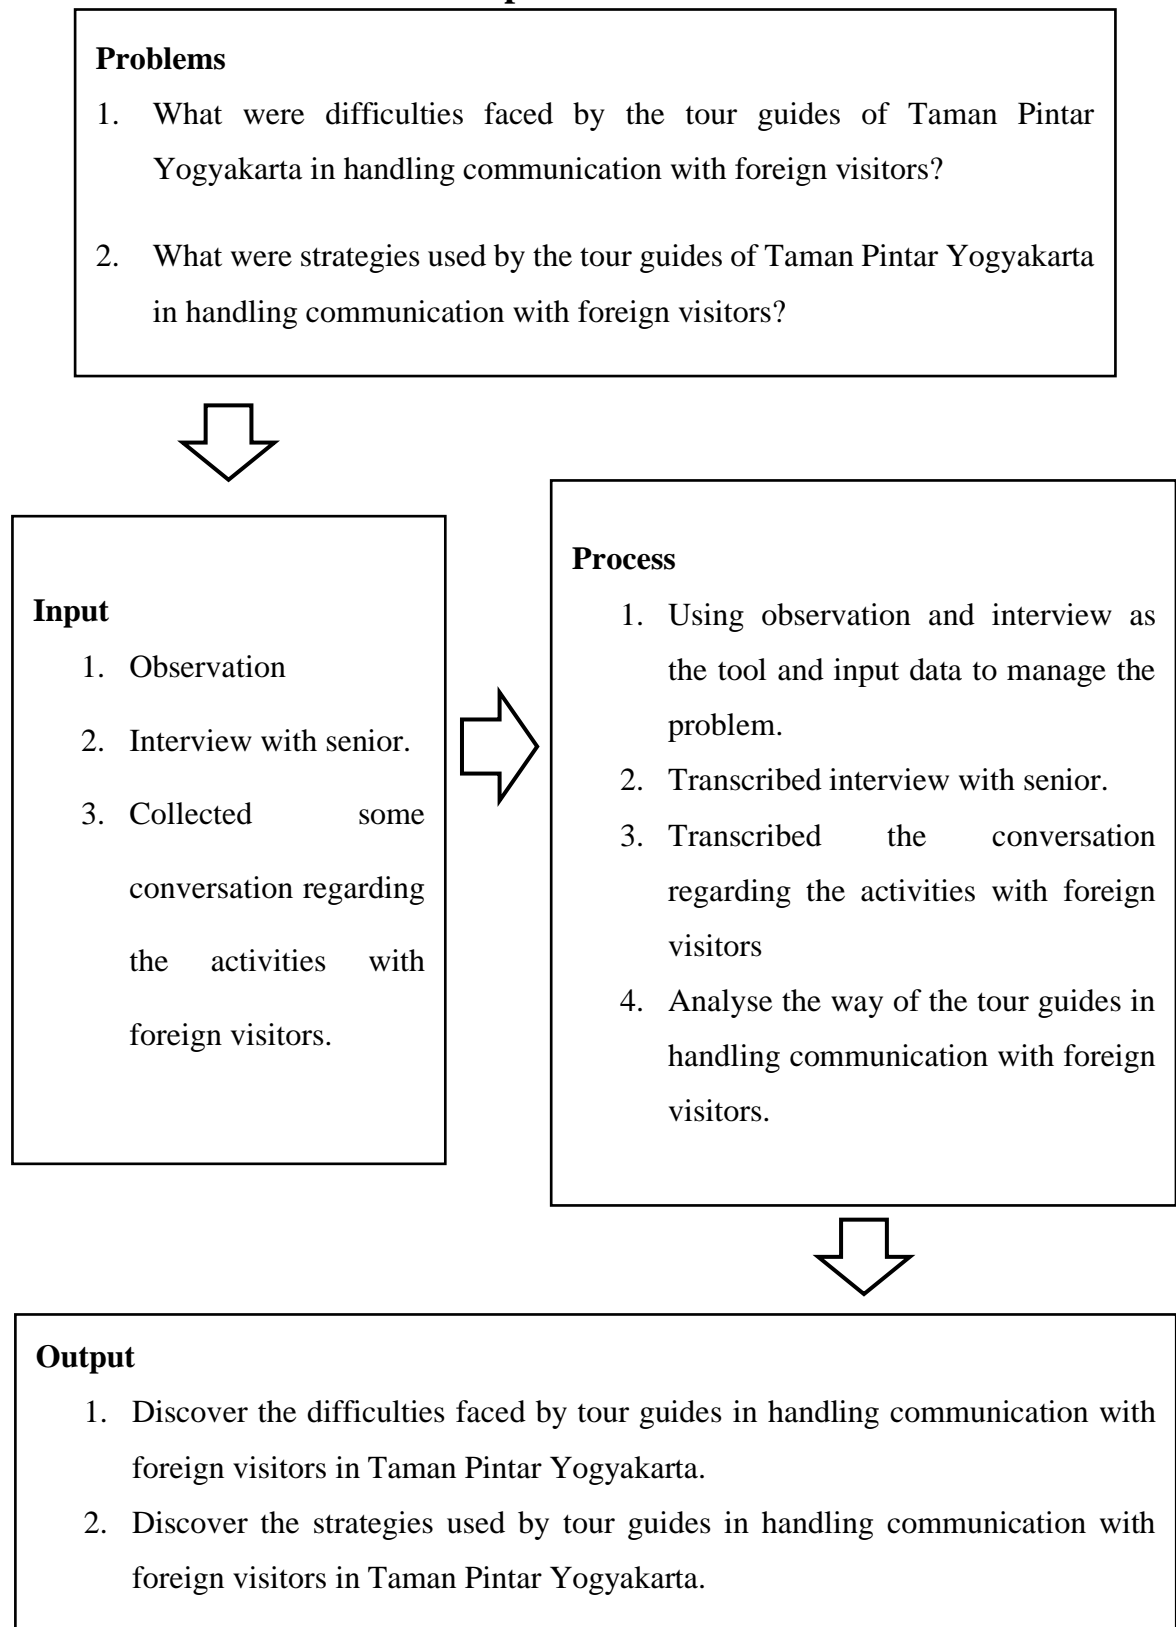 Problems
1. What were difficulties faced by the tour guides of Taman Pintar
Yogyakarta in handling communication with foreign visitors?
2. What were strategies used by the tour guides of Taman Pintar Yogyakarta
in handling communication with foreign visitors?
Input
1. Observation
2. Interview with senior.
3. Collected some
conversation regarding
the activities with
foreign visitors.
Process
1. Using observation and interview as
the tool and input data to manage the
problem.
2. Transcribed interview with senior.
3. Transcribed the conversation
regarding the activities with foreign
visitors
4. Analyse the way of the tour guides in
handling communication with foreign
visitors.
Output
1. Discover the difficulties faced by tour guides in handling communication with
foreign visitors in Taman Pintar Yogyakarta.
2. Discover the strategies used by tour guides in handling communication with
foreign visitors in Taman Pintar Yogyakarta.